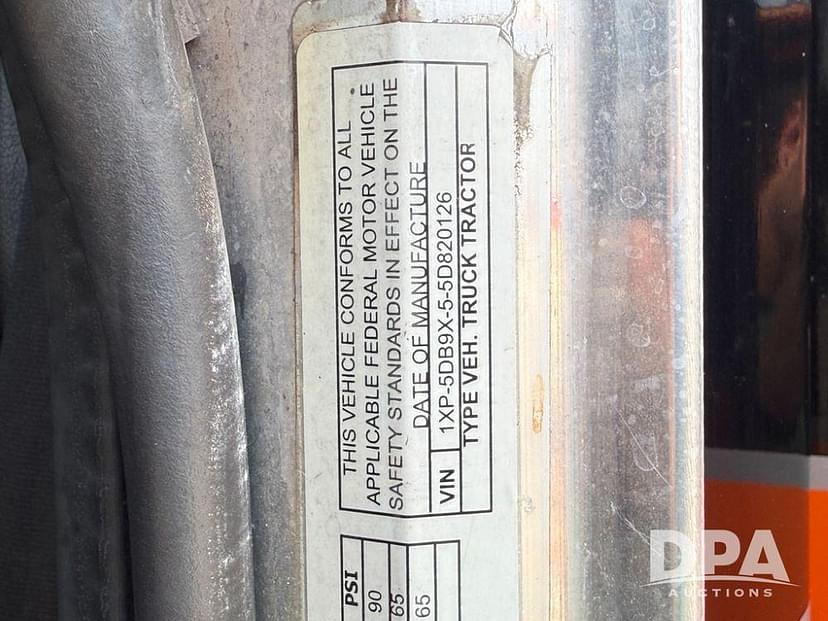 THIS VEHICLE CONFORMS TO ALL
APPLICABLE FEDERAL MOTOR VEHICLE
SAFETY STANDARDS IN EFFECT ON THE
DATE OF MANUFACTURE
VIN 1XP-5DB9X-5-5D820126
TYPE VEH. TRUCK TRACTOR
PSI
90
65
65
DPA
AUCTIONS